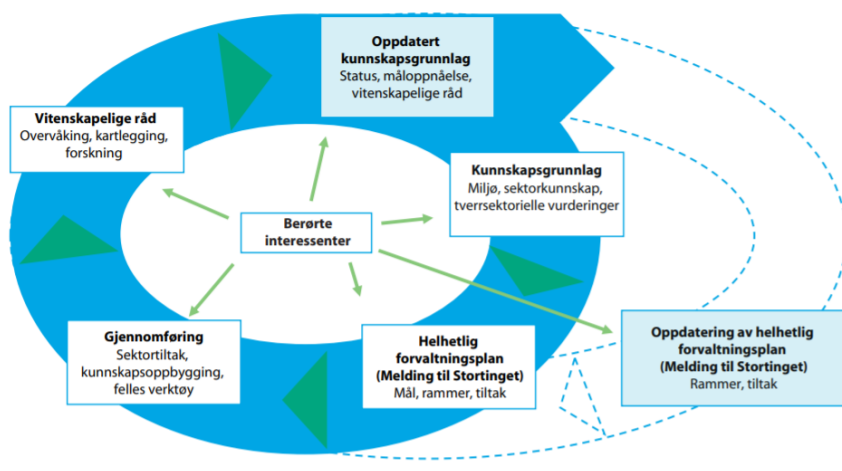 Oppdatert
kunnskapsgrunnlag
Status, måloppnåelse,
vitenskapelige råd
Vitenskapelige råd
Overvåking, kartlegging,
forskning
Kunnskapsgrunnlag
Miljø, sektorkunnskap,
tverrsektorielle vurderinger
Berørte
interessenter
Gjennomføring
Sektortiltak,
kunnskapsoppbygging,
felles verktøy
Helhetlig
forvaltningsplan
(Melding til Stortinget)
Mål, rammer, tiltak
Oppdatering av helhetlig
forvaltningsplan
(Melding til Stortinget)
Rammer, tiltak